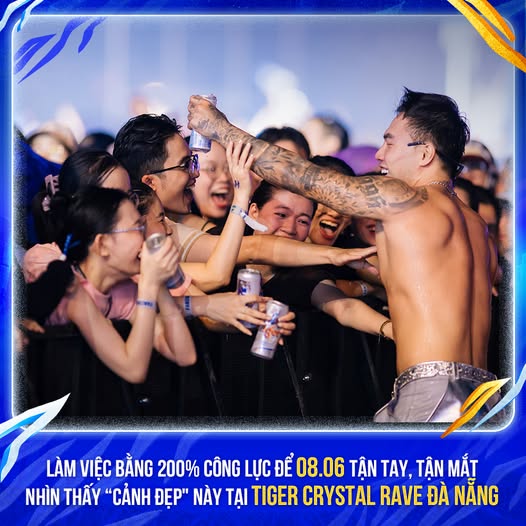 LÀM VIỆC BẰNG 200% CÔNG LỰC ĐỂ 08.06 TẬN TAY, TẬN MẮT
NHÌN THẤY “CẢNH ĐẸP" NÀY TẠI TIGER CRYSTAL RAVE ĐÀ NẴNG